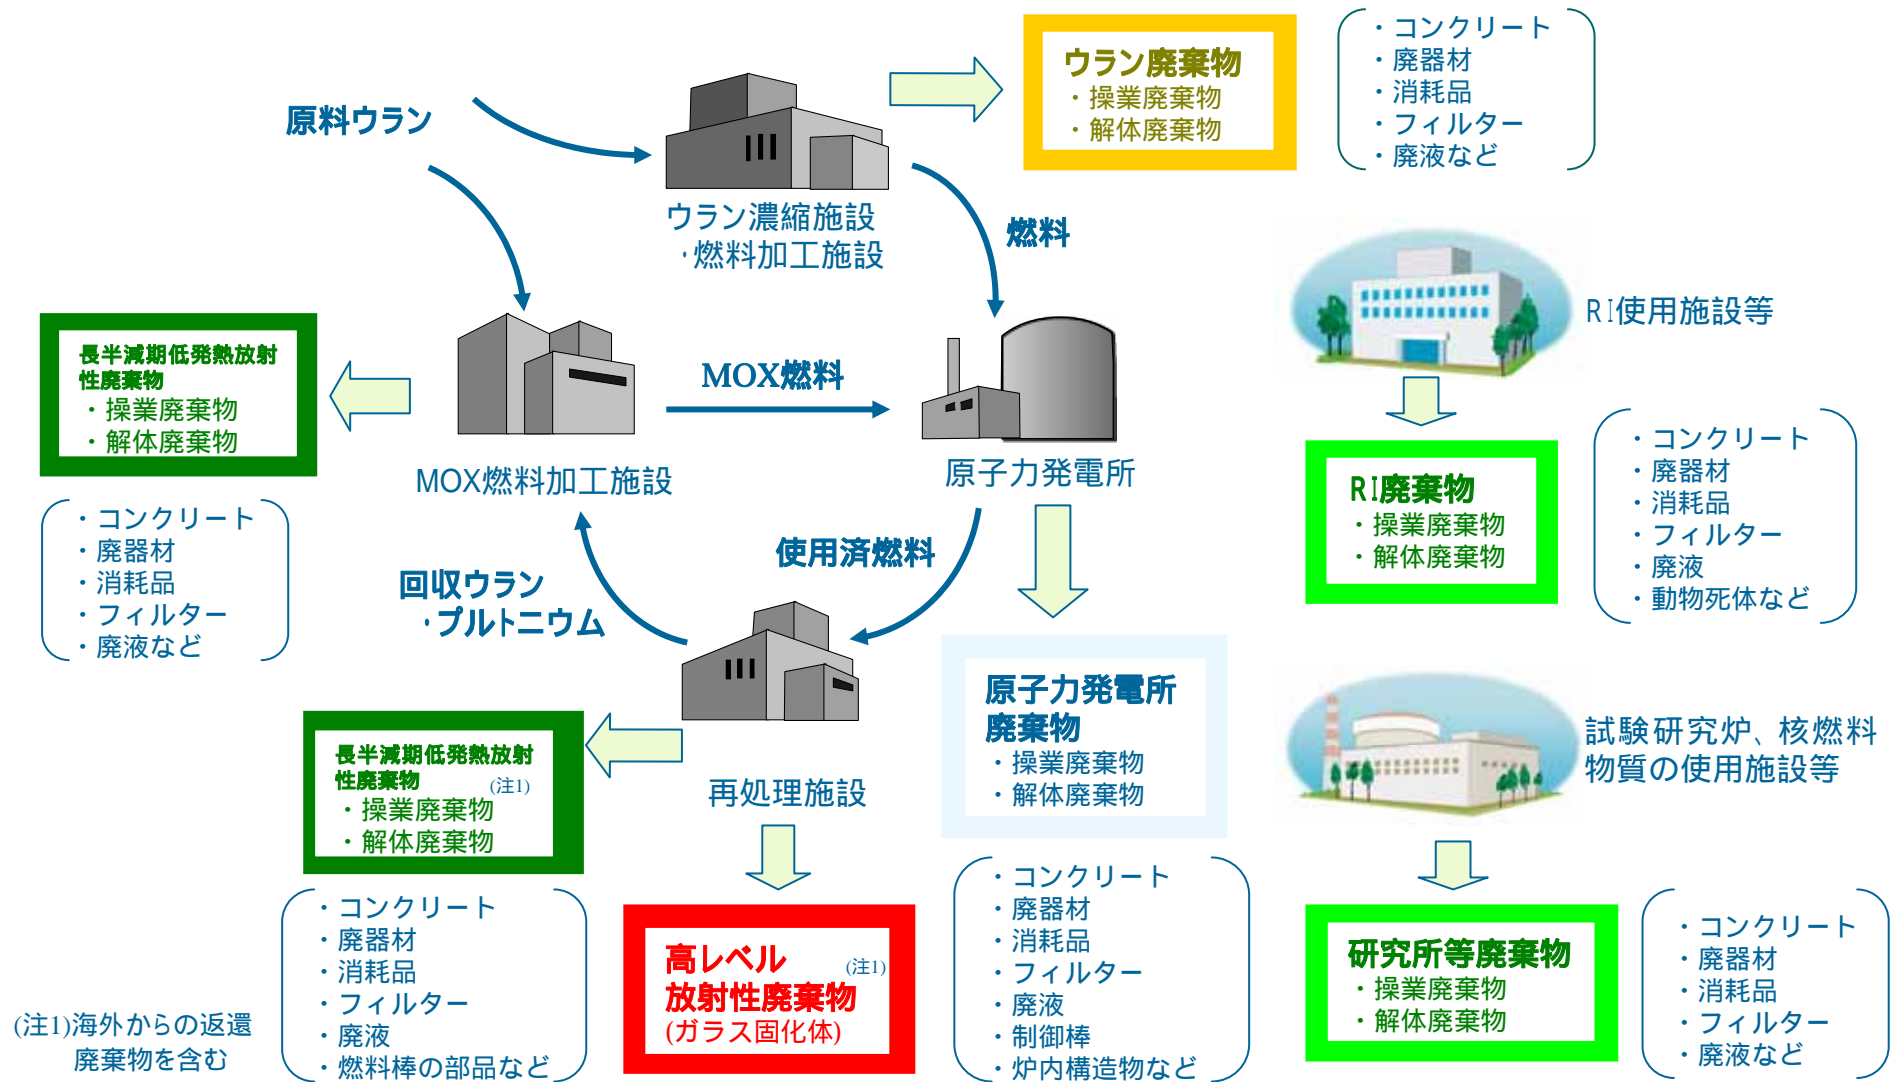 原料ウラン
ウラン濃縮施設
・燃料加工施設
ウラン廃棄物
・操業廃棄物
・解体廃棄物
・コンクリート
・廃器材
・消耗品
・フィルター
・廃液など
燃料
RI使用施設等
長半減期低発熱放射
性廃棄物
・操業廃棄物
・解体廃棄物
MOX燃料
MOX燃料加工施設
原子力発電所
・コンクリート
・廃器材
・消耗品
・フィルター
・廃液など
RI廃棄物
・操業廃棄物
・解体廃棄物
・コンクリート
・廃器材
・消耗品
・フィルター
・廃液
・動物死体など
使用済燃料
回収ウラン
・プルトニウム
原子力発電所
廃棄物
・操業廃棄物
・解体廃棄物
試験研究炉、核燃料
物質の使用施設等
長半減期低発熱放射
性廃棄物 (注1)
・操業廃棄物
・解体廃棄物
再処理施設
・コンクリート
・廃器材
・消耗品
・フィルター
・廃液
・燃料棒の部品など
高レベル (注1)
放射性廃棄物
(ガラス固化体)
・コンクリート
・廃器材
・消耗品
・フィルター
・廃液
・制御棒
・炉内構造物など
研究所等廃棄物
・操業廃棄物
・解体廃棄物
・コンクリート
・廃器材
・消耗品
・フィルター
・廃液など
(注1)海外からの返還
廃棄物を含む